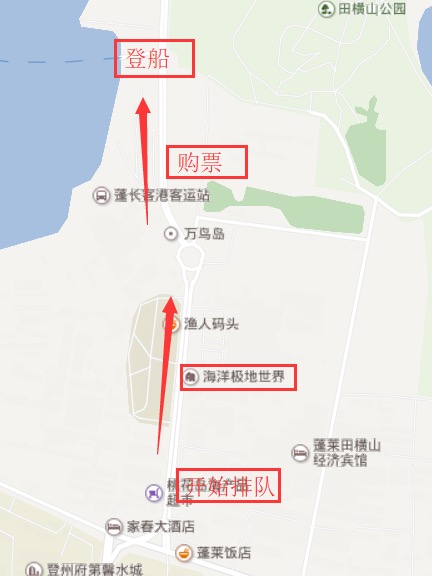 田横山公园
登船
购票
蓬长客港客运站
万鸟岛
渔人码头
海洋极地世界
蓬莱田横山
经济宾馆
开始排队
超市
家春大酒店
蓬莱饭店
登州府第馨水城